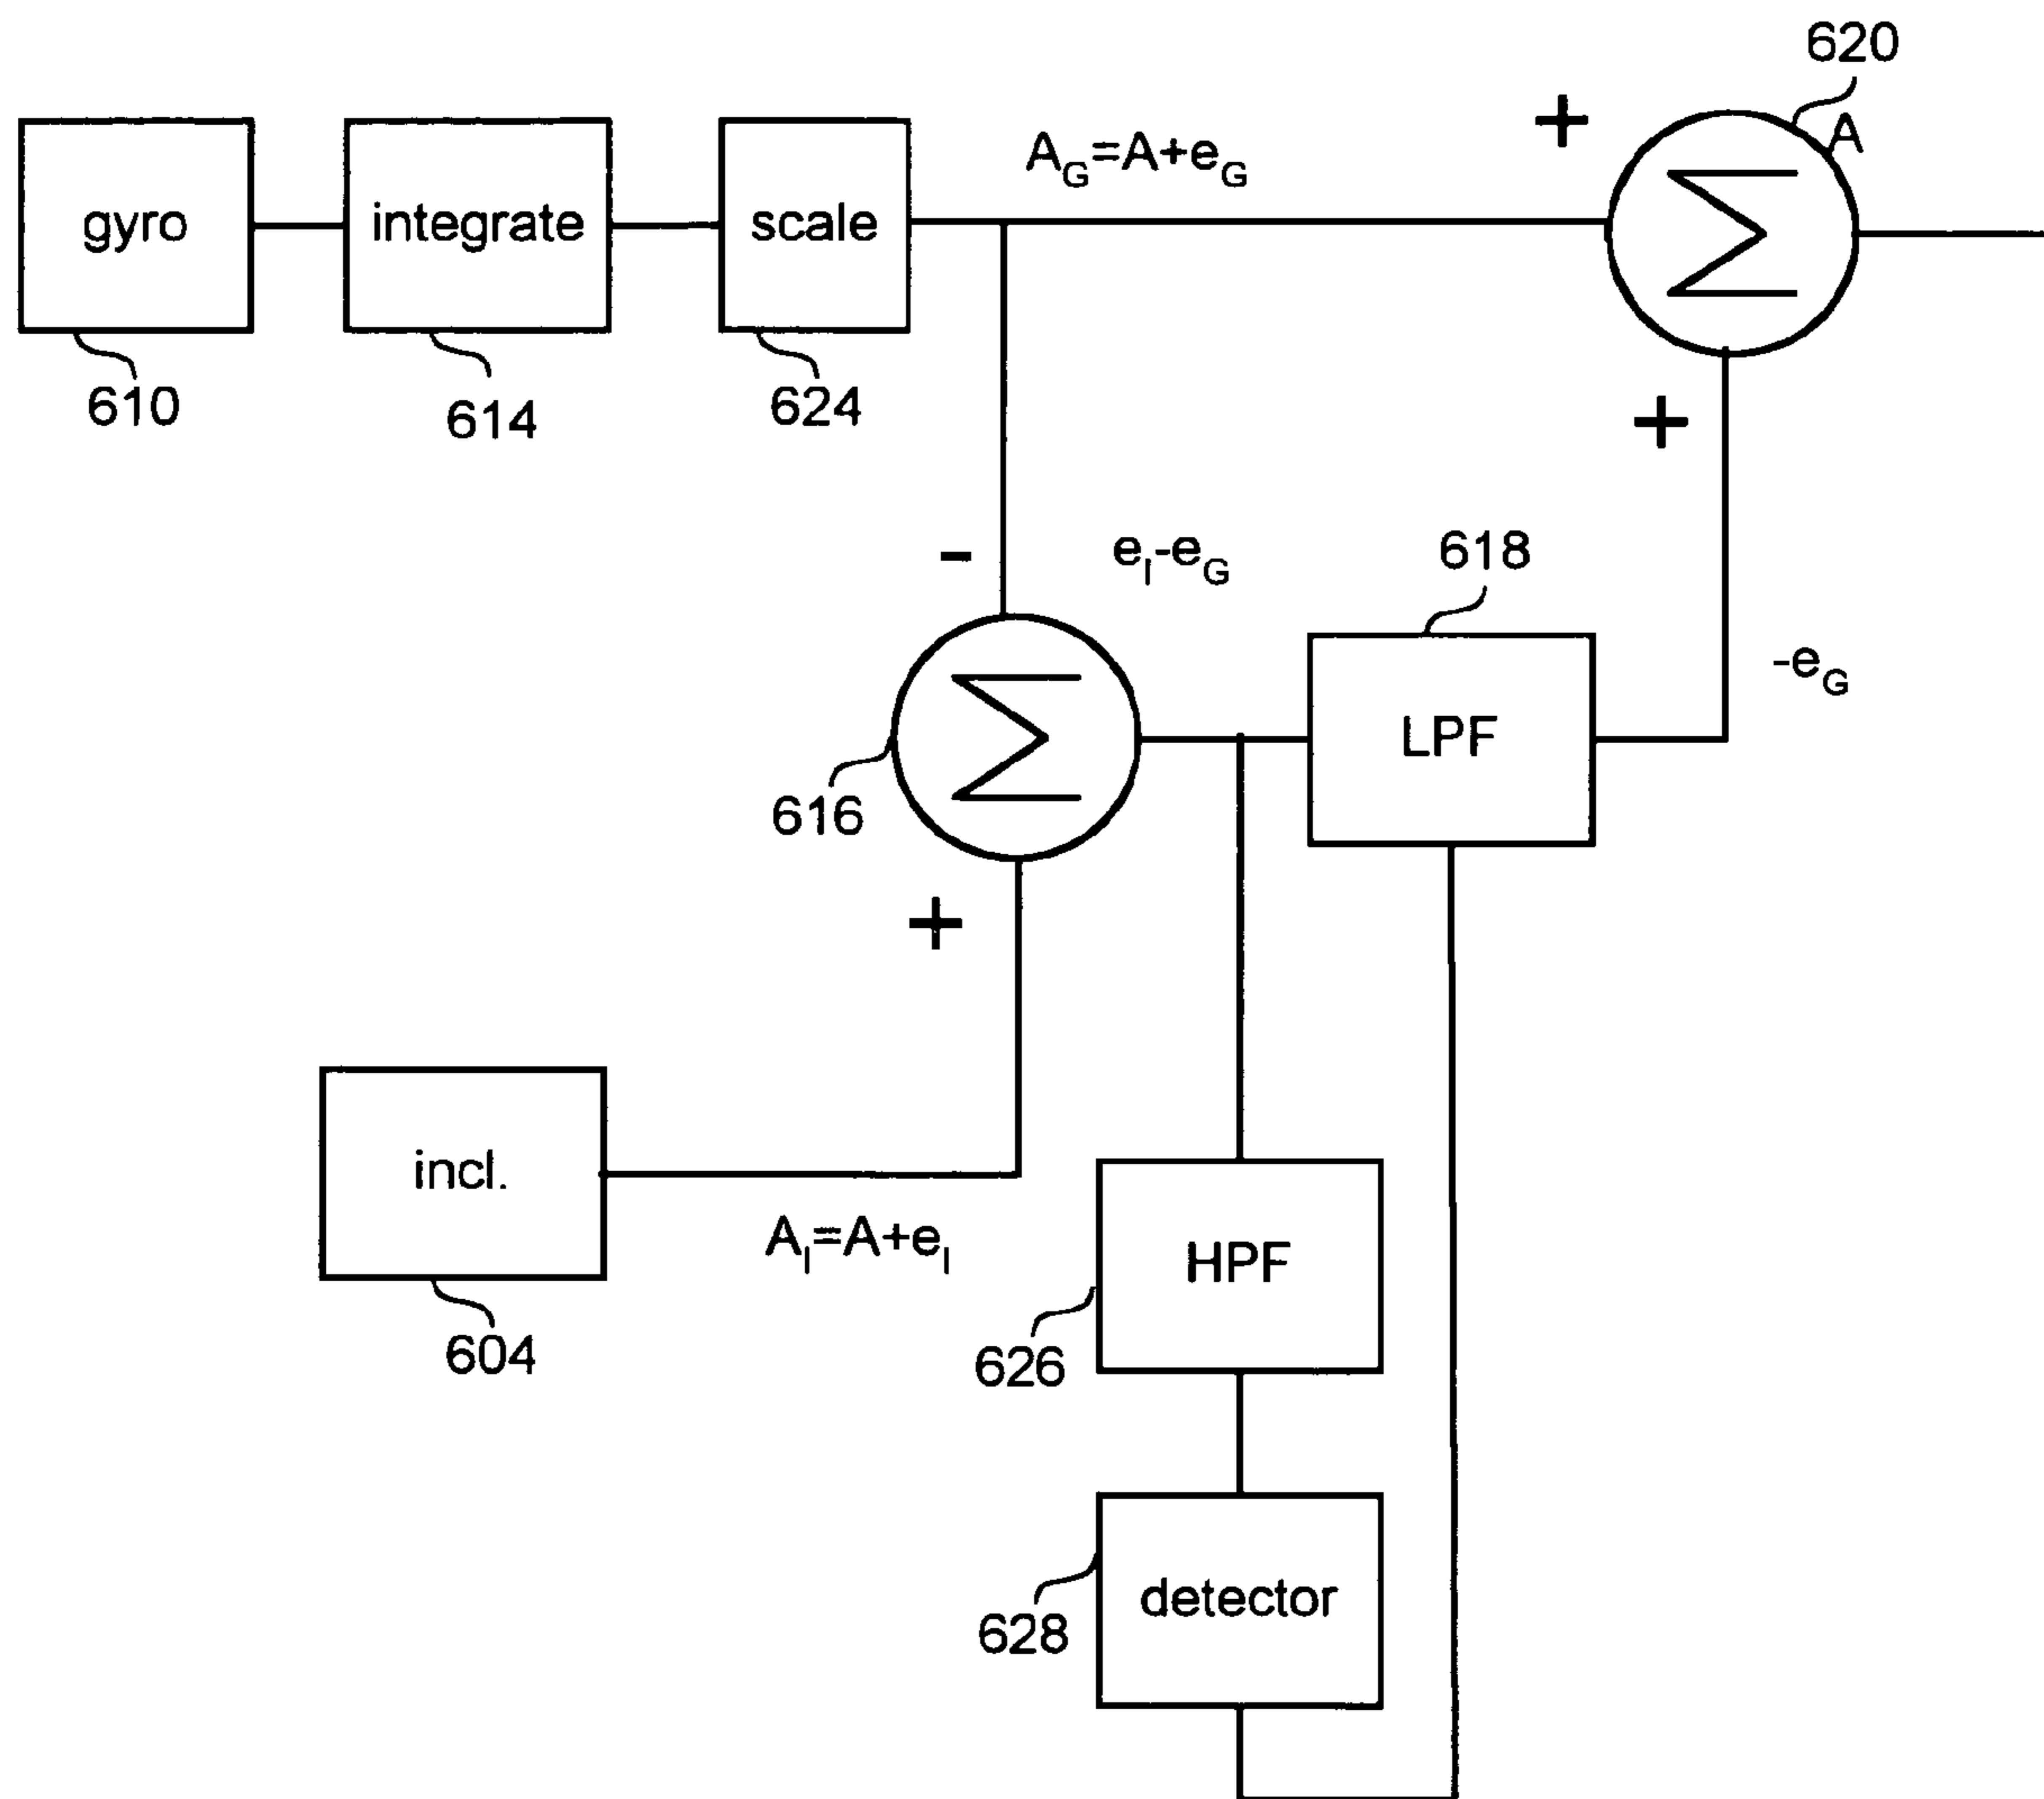 620
+
A
A_G=A+e_G
gyro
integrate
scale
Σ
610
614
624
+
-
e_I-e_G
618
-e_G
Σ
LPF
616
+
incl.
A_I=A+e_I
HPF
604
626
detector
628